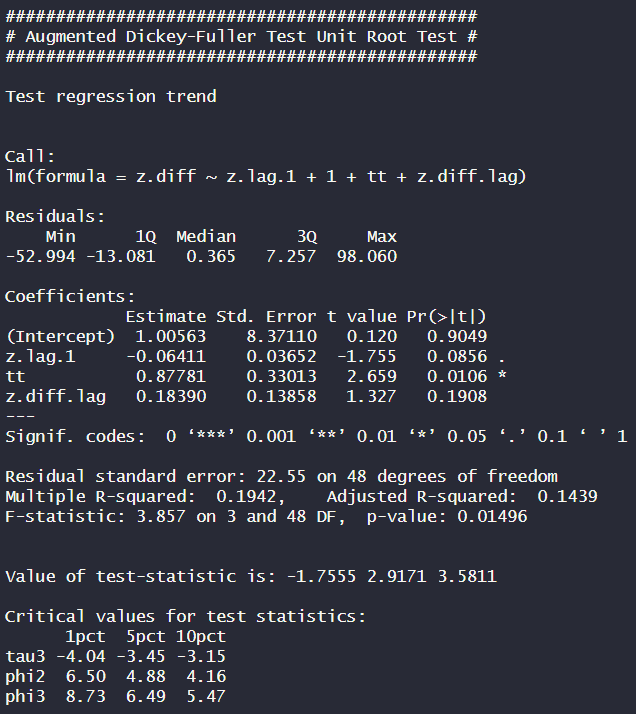 ###############################################
# Augmented Dickey-Fuller Test Unit Root Test #
###############################################
Test regression trend
Call:
lm(formula = z.diff ~ z.lag.1 + 1 + tt + z.diff.lag)
Residuals:
    Min      1Q  Median      3Q     Max
-52.994 -13.081   0.365   7.257  98.060
Coefficients:
            Estimate Std. Error t value Pr(>|t|)
(Intercept)  1.00563    8.37110   0.120   0.9049
z.lag.1     -0.06411    0.03652  -1.755   0.0856 .
tt           0.87781    0.33013   2.659   0.0106 *
z.diff.lag   0.18390    0.13858   1.327   0.1908
---
Signif. codes:  0 ‘***’ 0.001 ‘**’ 0.01 ‘*’ 0.05 ‘.’ 0.1 ‘ ’ 1
Residual standard error: 22.55 on 48 degrees of freedom
Multiple R-squared:  0.1942,	Adjusted R-squared:  0.1439
F-statistic: 3.857 on 3 and 48 DF,  p-value: 0.01496
Value of test-statistic is: -1.7555 2.9171 3.5811
Critical values for test statistics:
      1pct  5pct 10pct
tau3 -4.04 -3.45 -3.15
phi2  6.50  4.88  4.16
phi3  8.73  6.49  5.47